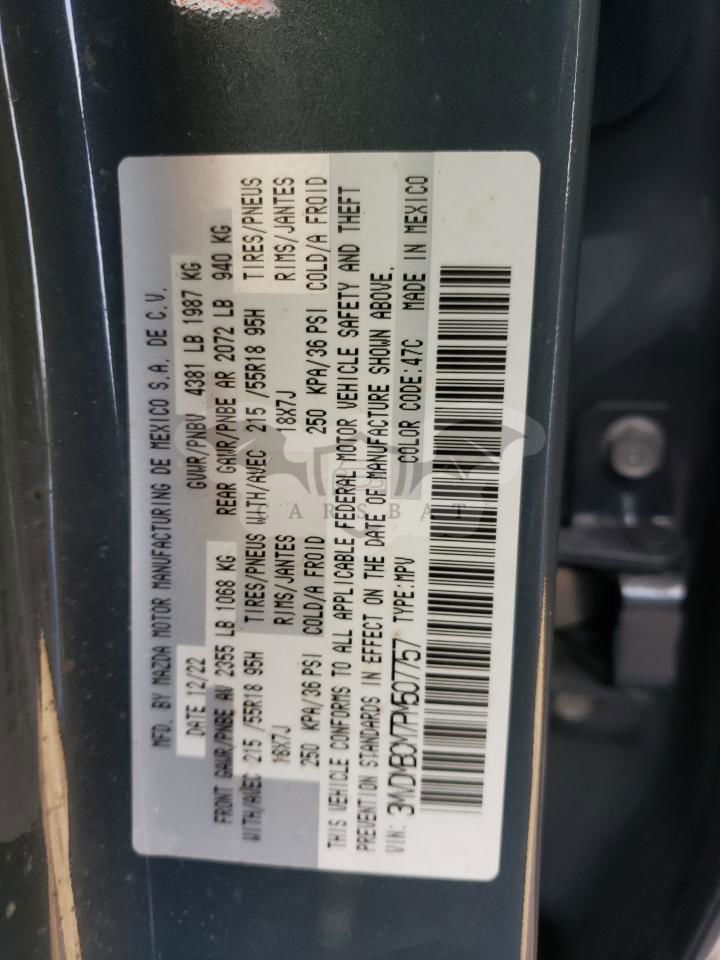 MFD. BY MAZDA MOTOR MANUFACTURING DE MEXICO S.A. DE C.V.
DATE 12/22 GVWR/PNBV 4381 LB 1987 KG
FRONT GAWR/PNBE AV 2355 LB 1068 KG REAR GAWR/PNBE AR 2072 LB 940 KG
WITH/AVEC 215 /55R18 95H TIRES/PNEUS WITH/AVEC 215 /55R18 95H TIRES/PNEUS
18X7J RIMS/JANTES 18X7J RIMS/JANTES
250 KPA/36 PSI COLD/A FROID 250 KPA/36 PSI COLD/A FROID
THIS VEHICLE CONFORMS TO ALL APPLICABLE FEDERAL MOTOR VEHICLE SAFETY AND THEFT
PREVENTION STANDARDS IN EFFECT ON THE DATE OF MANUFACTURE SHOWN ABOVE.
VIN: 3MVDMBCM7PM507757 TYPE:MPV COLOR CODE:47C MADE IN MEXICO
CARSBAT